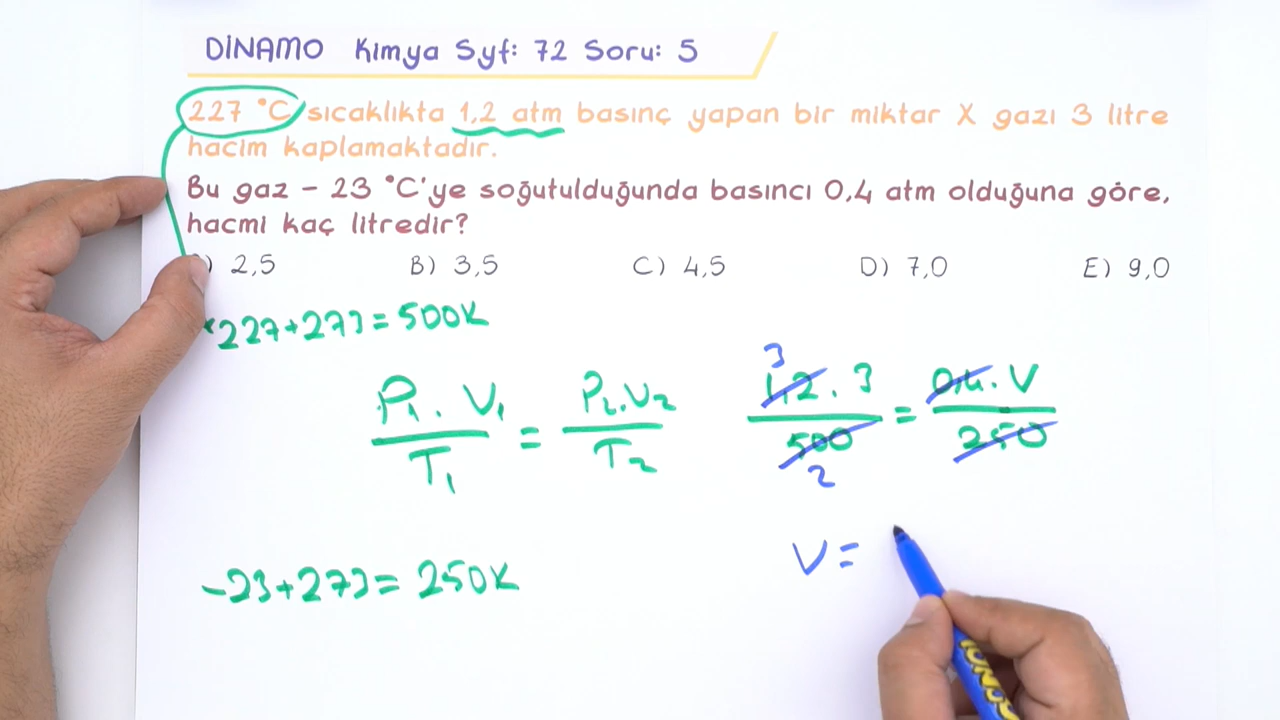 DİNAMO Kimya Syf: 72 Soru: 5
227 °C sıcaklıkta 1,2 atm basınç yapan bir miktar X gazı 3 litre
hacim kaplamaktadır.
Bu gaz – 23 °C'ye soğutulduğunda basıncı 0,4 atm olduğuna göre,
hacmi kaç litredir?
) 2,5 B) 3,5 C) 4,5 D) 7,0 E) 9,0
227+273=500K
P₁.V₁/T₁ = P₂.V₂/T₂
3
1,2.3/500 = 0,4.V/250
2
V=
-23+273=250K